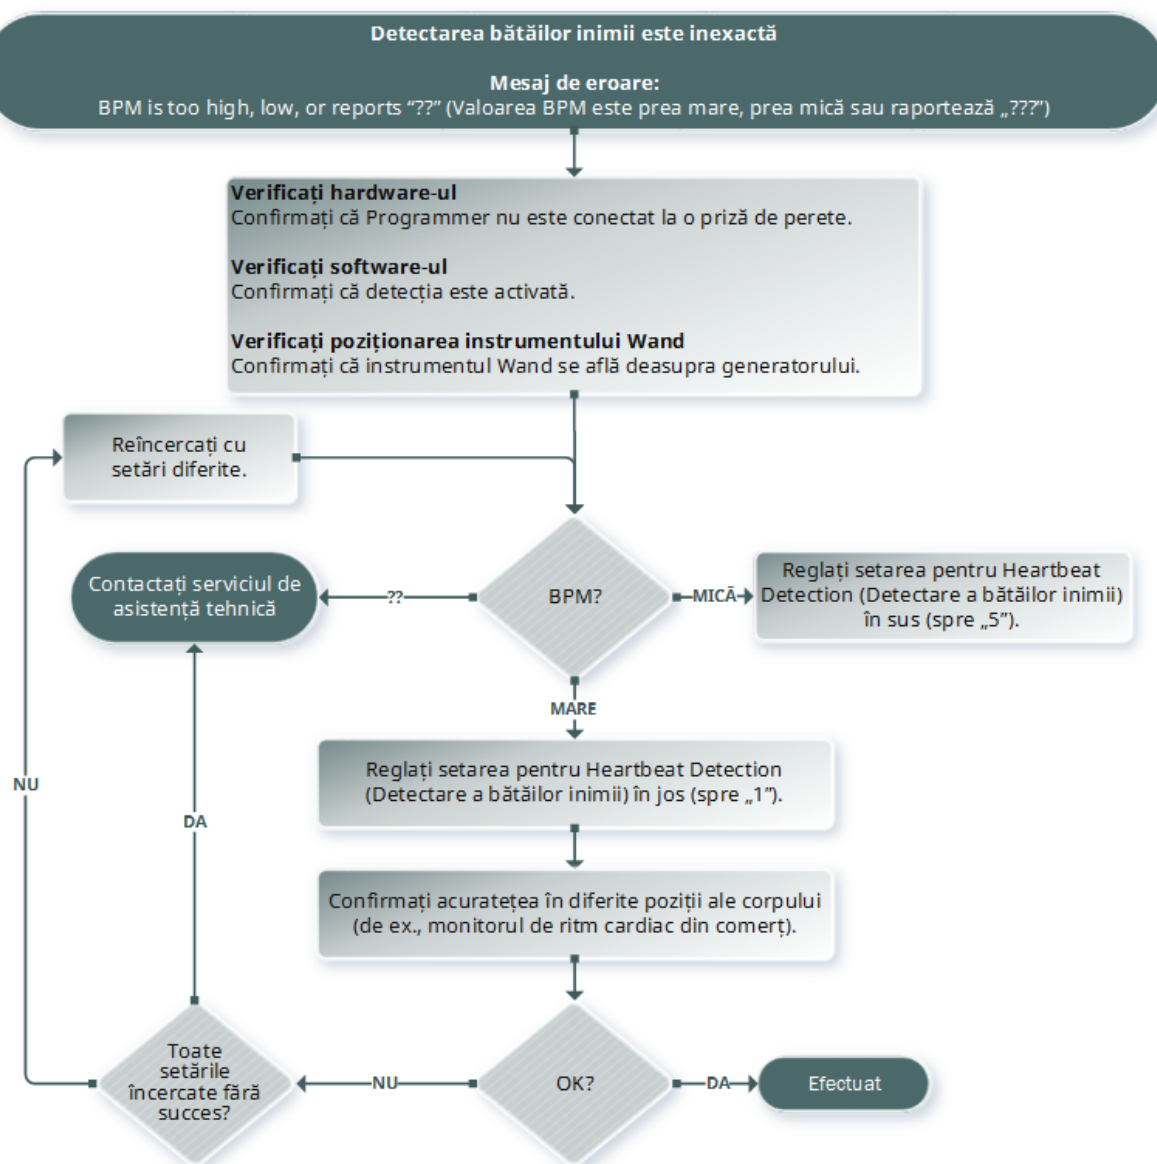 Detectarea bătăilor inimii este inexactă
Mesaj de eroare:
BPM is too high, low, or reports “??” (Valoarea BPM este prea mare, prea mică sau raportează „???”)
Verificați hardware-ul
Confirmați că Programmer nu este conectat la o priză de perete.
Verificați software-ul
Confirmați că detecția este activată.
Verificați poziționarea instrumentului Wand
Confirmați că instrumentul Wand se află deasupra generatorului.
Reîncercați cu
setări diferite.
Contactați serviciul de
asistență tehnică
??
BPM?
MICĂ
Reglați setarea pentru Heartbeat
Detection (Detectare a bătăilor inimii)
în sus (spre „5”).
MARE
Reglați setarea pentru Heartbeat Detection
(Detectare a bătăilor inimii) în jos (spre „1”).
NU
DA
Confirmați acuratețea în diferite poziții ale corpului
(de ex., monitorul de ritm cardiac din comerț).
Toate
setările
încercate fără
succes?
NU
OK?
DA
Efectuat